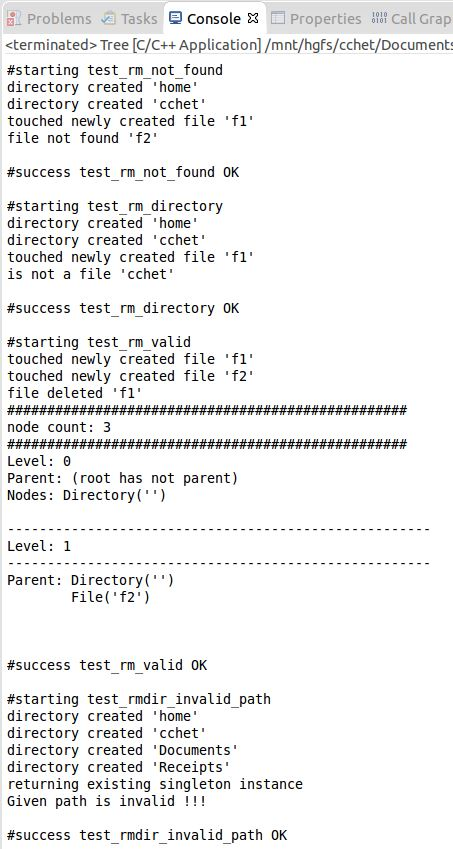 Problems Tasks Console Properties Call Grap
<terminated> Tree [C/C++ Application] /mnt/hgfs/cchet/Documents
#starting test_rm_not_found
directory created 'home'
directory created 'cchet'
touched newly created file 'f1'
file not found 'f2'
#success test_rm_not_found OK
#starting test_rm_directory
directory created 'home'
directory created 'cchet'
touched newly created file 'f1'
is not a file 'cchet'
#success test_rm_directory OK
#starting test_rm_valid
touched newly created file 'f1'
touched newly created file 'f2'
file deleted 'f1'
##################################################
node count: 3
##################################################
Level: 0
Parent: (root has not parent)
Nodes: Directory('')
-----------------------------------------------------
Level: 1
-----------------------------------------------------
Parent: Directory('')
File('f2')
#success test_rm_valid OK
#starting test_rmdir_invalid_path
directory created 'home'
directory created 'cchet'
directory created 'Documents'
directory created 'Receipts'
returning existing singleton instance
Given path is invalid !!!
#success test_rmdir_invalid_path OK